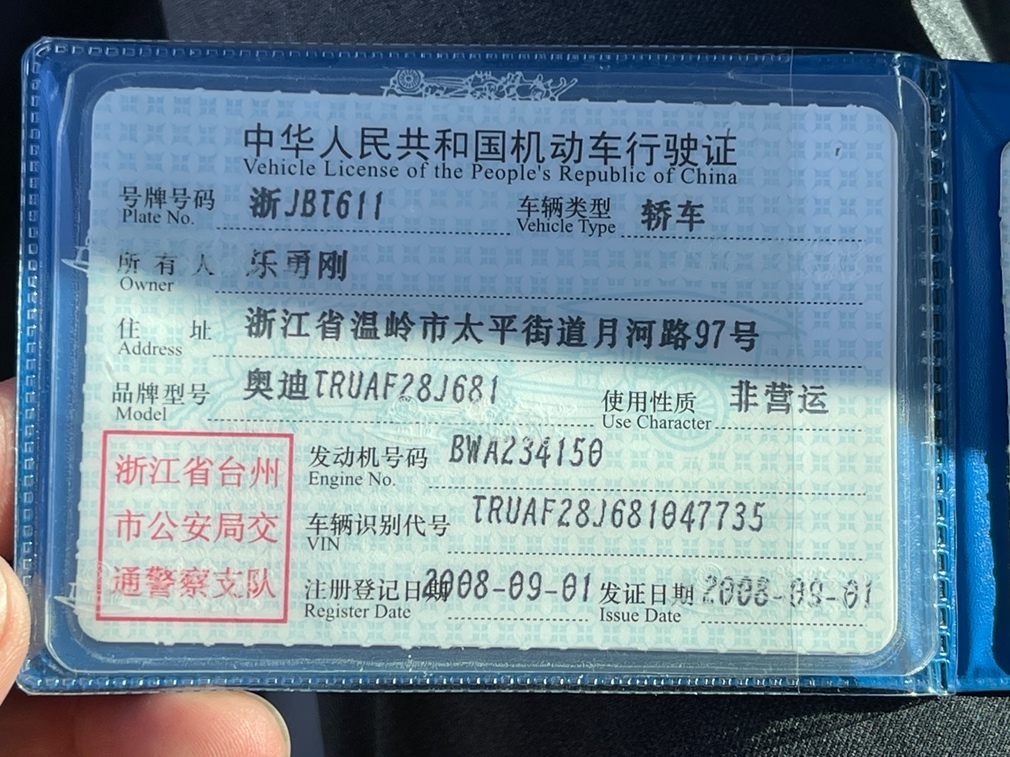 中华人民共和国机动车行驶证
Vehicle License of the People's Republic of China
号牌号码 浙JBT611 车辆类型 轿车
Plate No. Vehicle Type
所有人 乐勇刚
Owner
住址 浙江省温岭市太平街道月河路97号
Address
品牌型号 奥迪TRUAF28J681 使用性质 非营运
Model Use Character
发动机号码 BWA234150
Engine No.
车辆识别代号 TRUAF28J681047735
VIN
注册登记日期 2008-09-01 发证日期 2008-09-01
Register Date Issue Date
浙江省台州
市公安局交
通警察支队